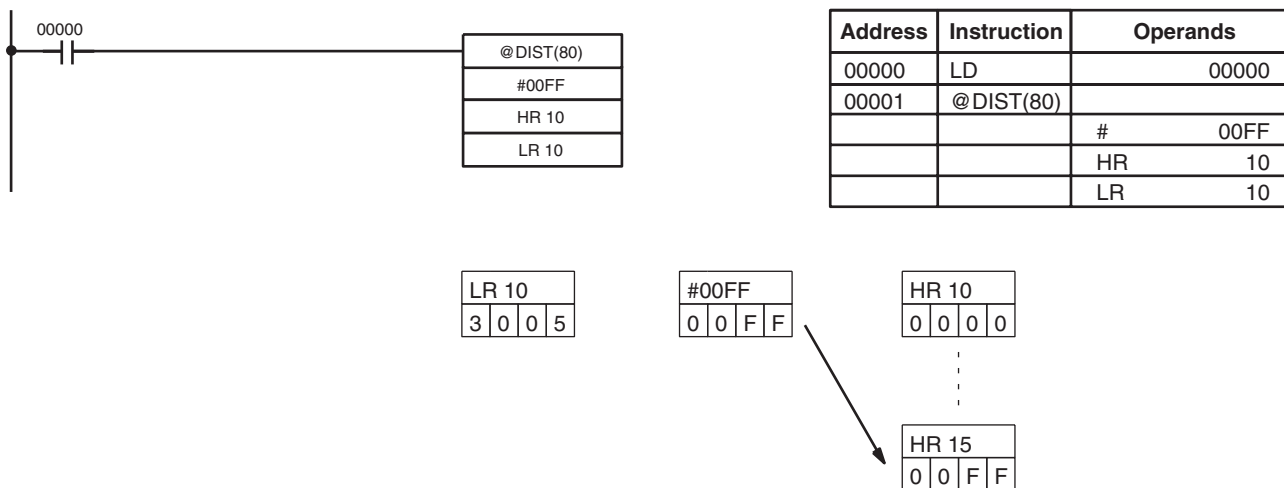 00000
@DIST(80)
#00FF
HR 10
LR 10
Address Instruction Operands
00000 LD 00000
00001 @DIST(80)
# 00FF
HR 10
LR 10
LR 10
3 0 0 5
#00FF
0 0 F F
HR 10
0 0 0 0
HR 15
0 0 F F